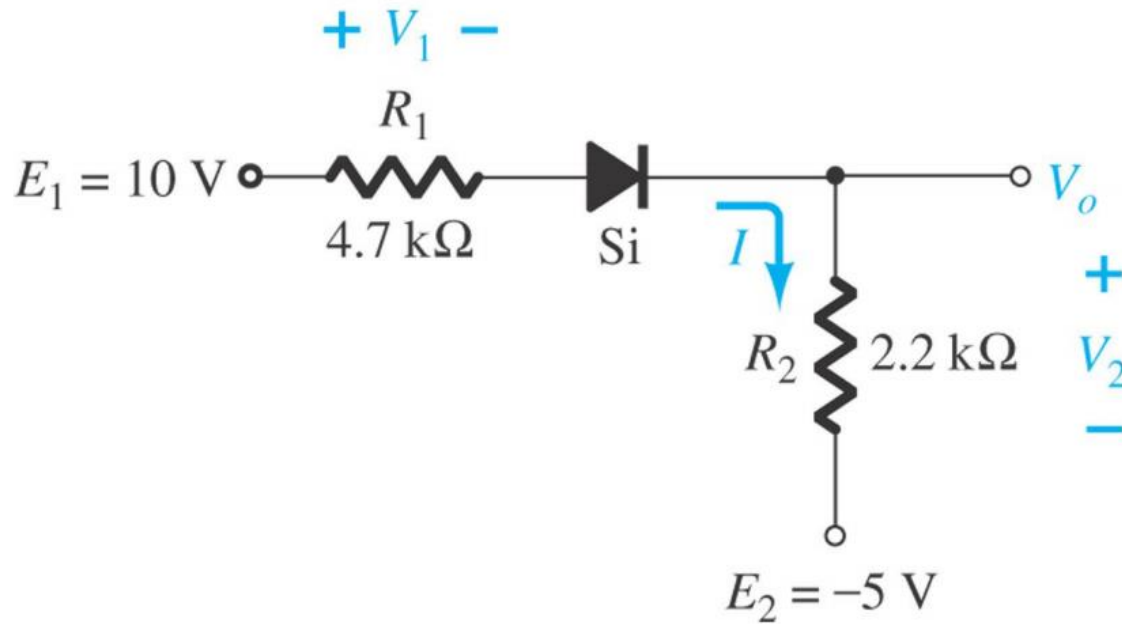 + V₁ −
R₁
E₁ = 10 V
4.7 kΩ
Si
I
Vₒ
+
R₂
2.2 kΩ
V₂
−
E₂ = −5 V